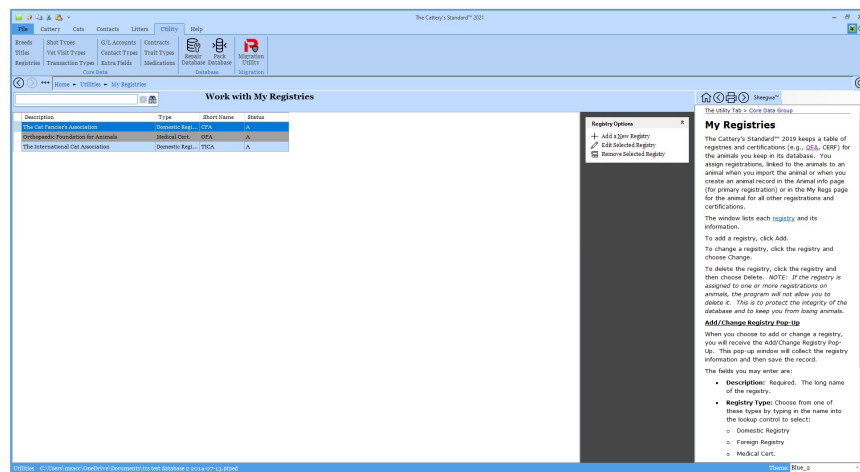 The Cattery's Standard™ 2021
File Cattery Cats Contacts Litters Utility Help
Breeds Shot Types G/L Accounts Contracts
Titles Vet Visit Types Contact Types Trait Types
Registries Transaction Types Extra Fields Medications
Repair Database Pack Database Migration Utility
Core Data Database Migration
Home Utilities My Registries
Sheegwa™
Work with My Registries
Description Type Short Name Status
The Cat Fancier's Association Domestic Regi... CFA A
Orthopaedic Foundation for Animals Medical Cert. OFA A
The International Cat Association Domestic Regi... TICA A
Registry Options
Add a New Registry
Edit Selected Registry
Remove Selected Registry
The Utility Tab > Core Data Group
My Registries
The Cattery's Standard™ 2019 keeps a table of
registries and certifications (e.g., OFA, CERF) for
the animals you keep in its database. You
assign registrations, linked to the animals to an
animal when you import the animal or when you
create an animal record in the Animal info page
(for primary registration) or in the My Regs page
for the animal for all other registrations and
certifications.
The window lists each registry and its
information.
To add a registry, click Add.
To change a registry, click the registry and
choose Change.
To delete the registry, click the registry and
then choose Delete. NOTE: If the registry is
assigned to one or more registrations on
animals, the program will not allow you to
delete it. This is to protect the integrity of the
database and to keep you from losing animals.
Add/Change Registry Pop-Up
When you choose to add or change a registry,
you will receive the Add/Change Registry Pop-
Up. This pop-up window will collect the registry
information and then save the record.
The fields you may enter are:
• Description: Required. The long name
of the registry.
• Registry Type: Choose from one of
these types by typing in the name into
the lookup control to select:
o Domestic Registry
o Foreign Registry
o Medical Cert.
Utilities
Theme: Blue_2